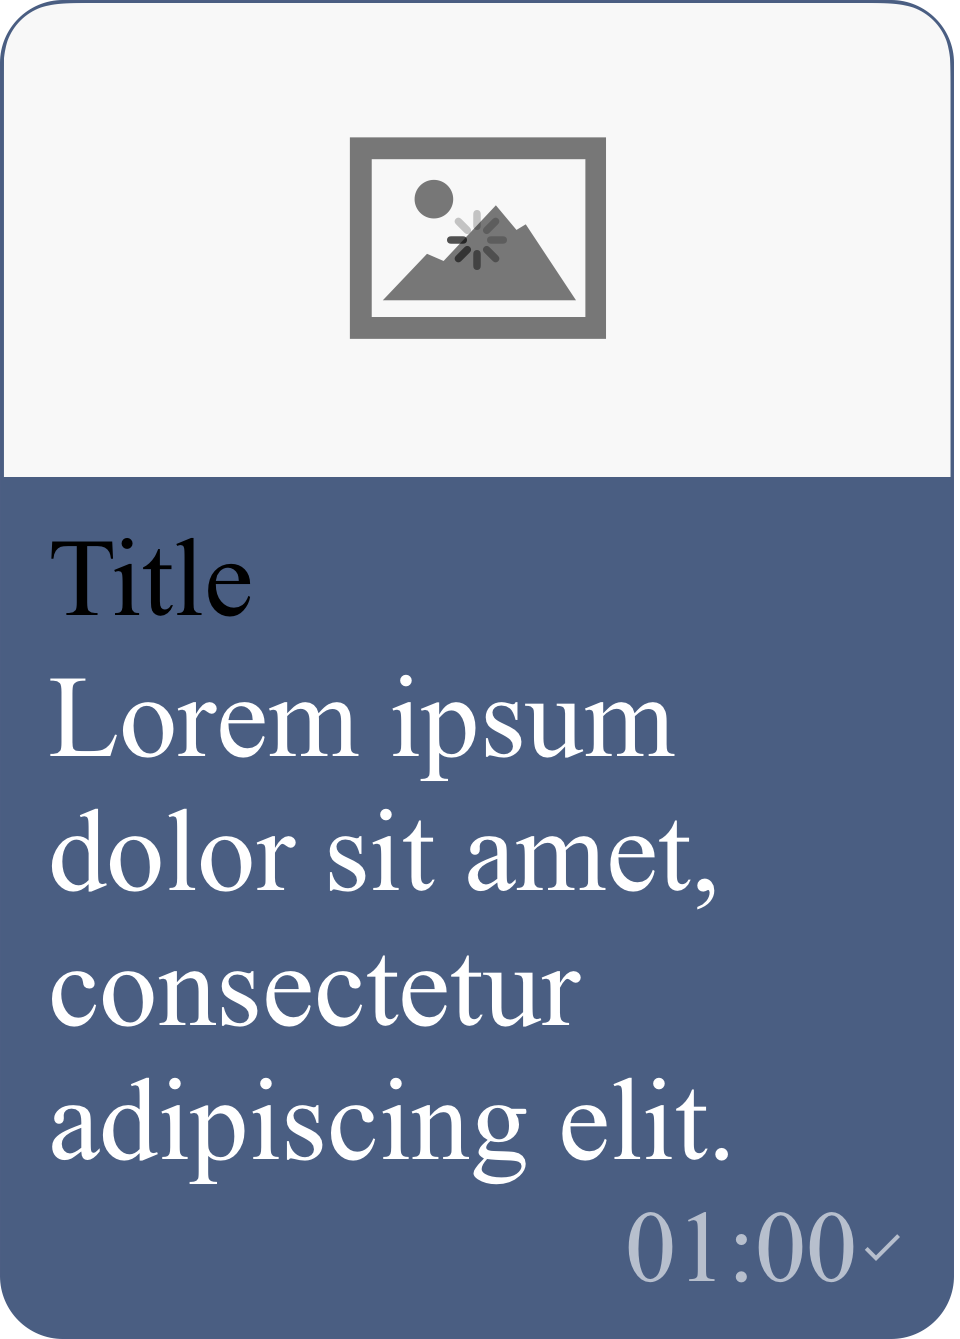 Title
Lorem ipsum
dolor sit amet,
consectetur
adipiscing elit.
01:00